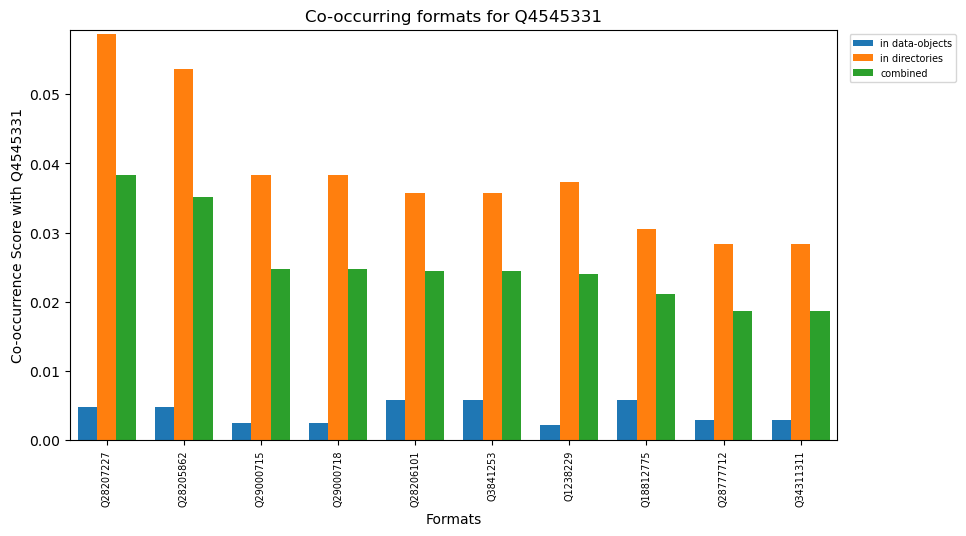 Co-occurring formats for Q4545331
in data-objects
in directories
combined
Co-occurrence Score with Q4545331
0.05
0.04
0.03
0.02
0.01
0.00
Q28207227
Q28205862
Q29000715
Q29000718
Q28206101
Q3841253
Q1238229
Q18812775
Q28777712
Q34311311
Formats